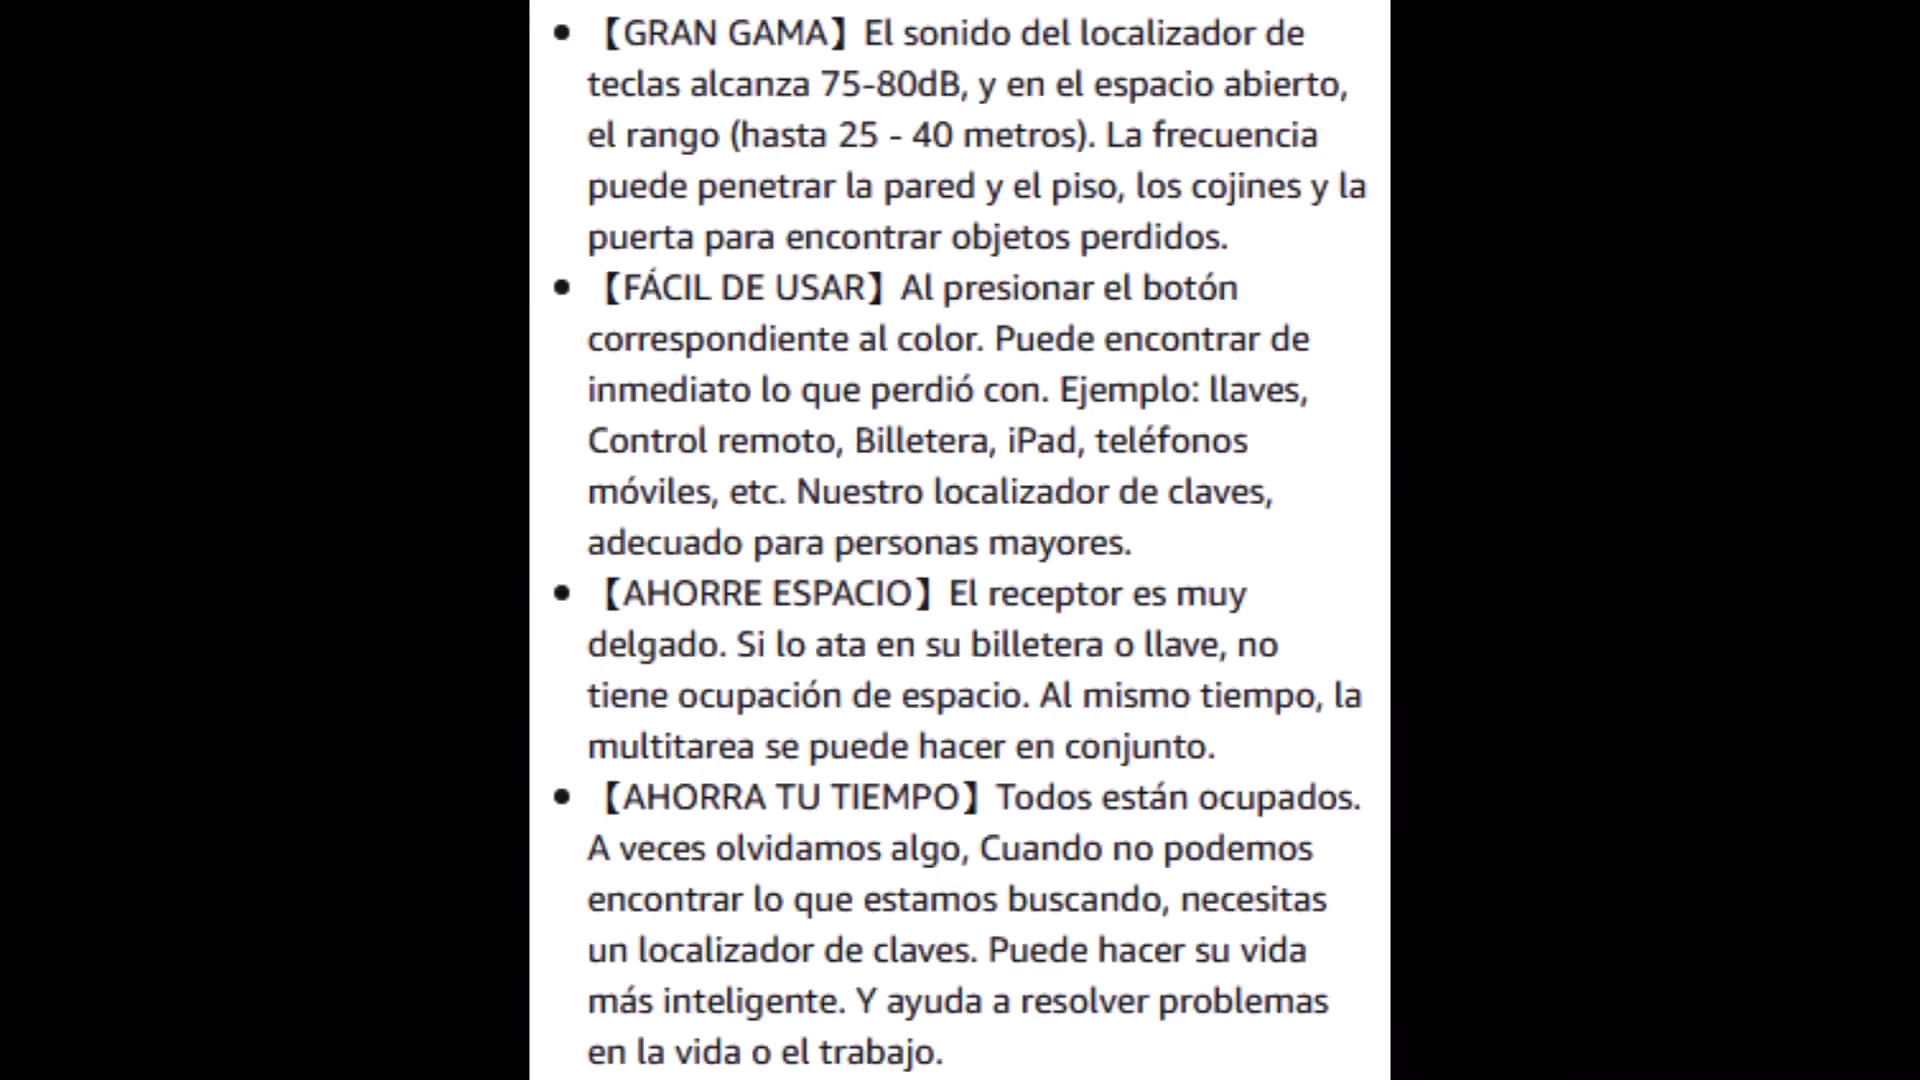 • 【GRAN GAMA】El sonido del localizador de
teclas alcanza 75-80dB, y en el espacio abierto,
el rango (hasta 25 - 40 metros). La frecuencia
puede penetrar la pared y el piso, los cojines y la
puerta para encontrar objetos perdidos.
• 【FÁCIL DE USAR】Al presionar el botón
correspondiente al color. Puede encontrar de
inmediato lo que perdió con. Ejemplo: llaves,
Control remoto, Billetera, iPad, teléfonos
móviles, etc. Nuestro localizador de claves,
adecuado para personas mayores.
• 【AHORRE ESPACIO】El receptor es muy
delgado. Si lo ata en su billetera o llave, no
tiene ocupación de espacio. Al mismo tiempo, la
multitarea se puede hacer en conjunto.
• 【AHORRA TU TIEMPO】Todos están ocupados.
A veces olvidamos algo, Cuando no podemos
encontrar lo que estamos buscando, necesitas
un localizador de claves. Puede hacer su vida
más inteligente. Y ayuda a resolver problemas
en la vida o el trabajo.